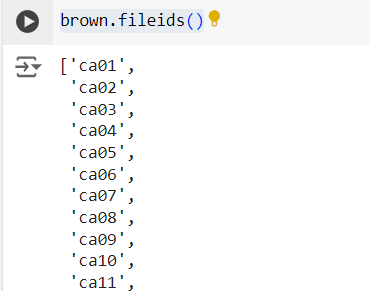 brown.fileids()
['ca01',
'ca02',
'ca03',
'ca04',
'ca05',
'ca06',
'ca07',
'ca08',
'ca09',
'ca10',
'ca11',